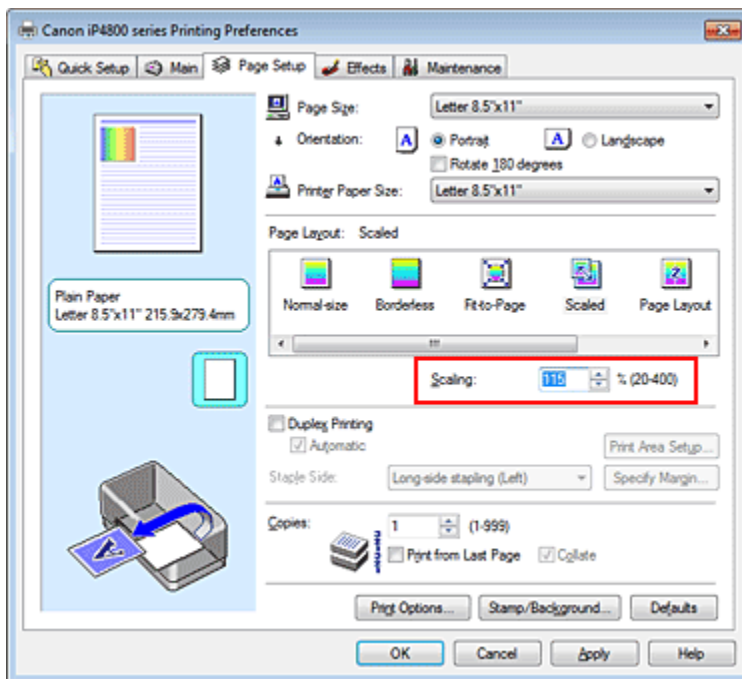 Canon iP4800 series Printing Preferences
Quick Setup Main Page Setup Effects Maintenance
Page Size: Letter 8.5"x11"
Orientation: A Portrait A Landscape
Rotate 180 degrees
Printer Paper Size: Letter 8.5"x11"
Page Layout: Scaled
Normal-size Borderless Fit-to-Page Scaled Page Layout
Plain Paper
Letter 8.5"x11" 215.9x279.4mm
Scaling: 115 % (20-400)
Duplex Printing
Automatic Print Area Setup...
Staple Side: Long-side stapling (Left) Specify Margin...
Copies: 1 (1-999)
Print from Last Page Collate
Print Options... Stamp/Background... Defaults
OK Cancel Apply Help